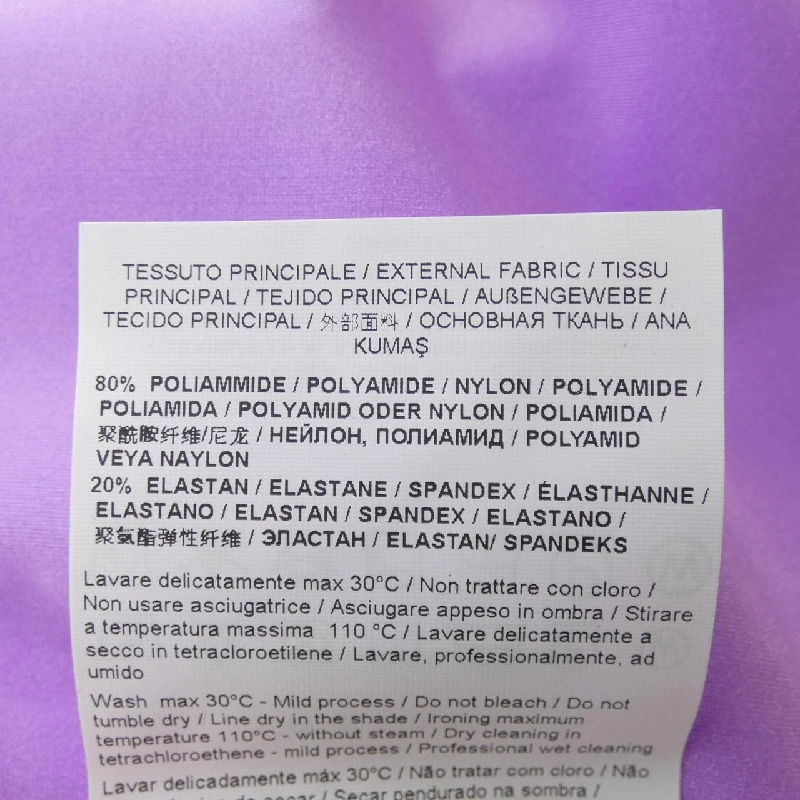 TESSUTO PRINCIPALE / EXTERNAL FABRIC / TISSU
PRINCIPAL / TEJIDO PRINCIPAL / AUßENGEWEBE /
TECIDO PRINCIPAL / 外部面料 / ОСНОВНАЯ ТКАНЬ / ANA
KUMAŞ
80% POLIAMMIDE / POLYAMIDE / NYLON / POLYAMIDE /
POLIAMIDA / POLYAMID ODER NYLON / POLIAMIDA /
聚酰胺纤维/尼龙 / НЕЙЛОН, ПОЛИАМИД / POLYAMID
VEYA NAYLON
20% ELASTAN / ELASTANE / SPANDEX / ÉLASTHANNE /
ELASTANO / ELASTAN / SPANDEX / ELASTANO /
聚氨酯弹性纤维 / ЭЛАСТАН / ELASTAN/ SPANDEKS
Lavare delicatamente max 30°C / Non trattare con cloro /
Non usare asciugatrice / Asciugare appeso in ombra / Stirare
a temperatura massima 110 °C / Lavare delicatamente a
secco in tetracloroetilene / Lavare, professionalmente, ad
umido
Wash max 30°C - Mild process / Do not bleach / Do not
tumble dry / Line dry in the shade / Ironing maximum
temperature 110°C - without steam / Dry cleaning in
tetrachloroethene - mild process / Professional wet cleaning
Lavar delicadamente máx 30°C / Não tratar com cloro / Não
de secar / Secar pendurado na sombra /